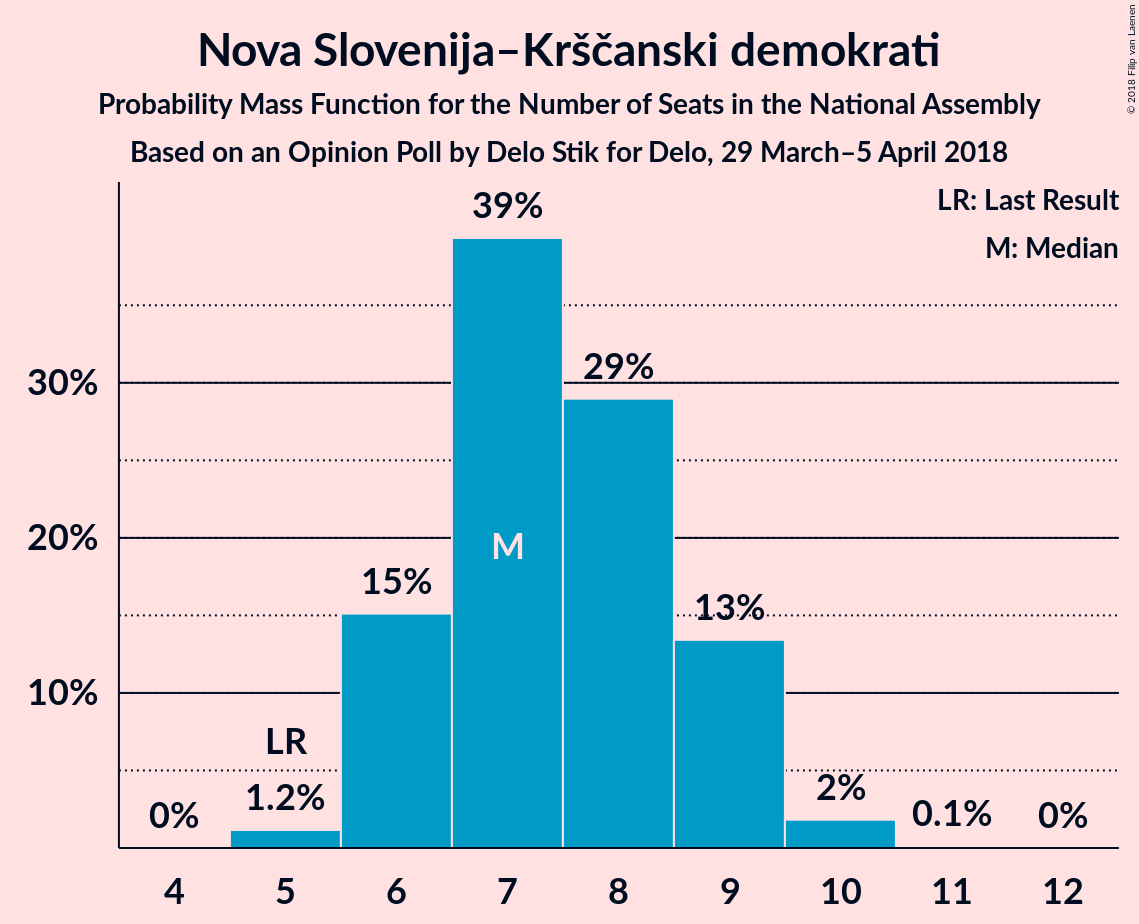 Nova Slovenija–Krščanski demokrati
Probability Mass Function for the Number of Seats in the National Assembly
Based on an Opinion Poll by Delo Stik for Delo, 29 March–5 April 2018
© 2018 Filip van Laenen
LR: Last Result
M: Median
39%
29%
30%
M
20%
15%
13%
10%
LR
1.2%
0%
2%
0.1%
0%
4 5 6 7 8 9 10 11 12